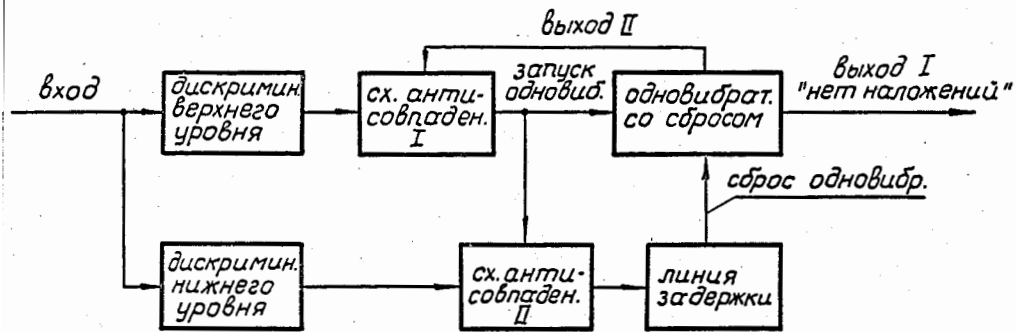 выход II
вход
дискримин.
верхнего
уровня
сх. анти-
совпаден.
I
запуск
одновиб.
одновибрат.
со сбросом
выход I
"нет наложений"
сброс одновибр.
дискримин.
нижнего
уровня
сх. анти-
совпаден.
II
линия
задержки